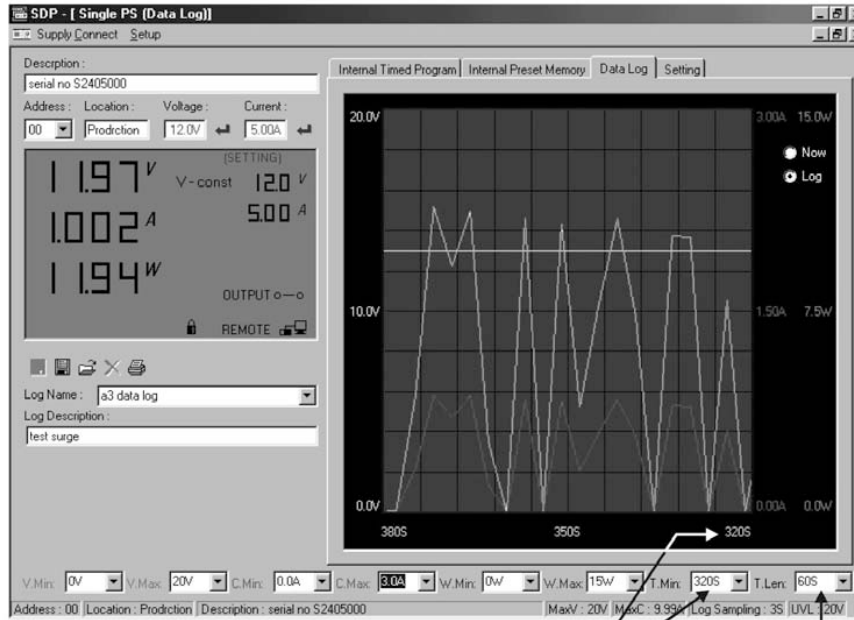 SDP - [ Single PS (Data Log)]
Supply Connect Setup
Descrption :
serial no S2405000
Internal Timed Program Internal Preset Memory Data Log Setting
Address : Location : Voltage : Current :
00 Prodrction 12.0V 5.00A
11.97 V
1.002 A
11.94 W
(SETTING)
V-const 12.0 V
5.00 A
OUTPUT
REMOTE
Log Name : a3 data log
Log Description :
test surge
20.0V 3.00A 15.0W
Now
Log
10.0V 1.50A 7.5W
0.0V 0.00A 0.0W
380S 350S 320S
V.Min: 0V V.Max: 20V C.Min: 0.0A C.Max: 3.0A W.Min: 0W W.Max: 15W T.Min: 320S T.Len: 60S
Address : 00 Location : Prodrction Description : serial no S2405000 MaxV : 20V MaxC : 9.99A Log Sampling : 3S UVL : 20V